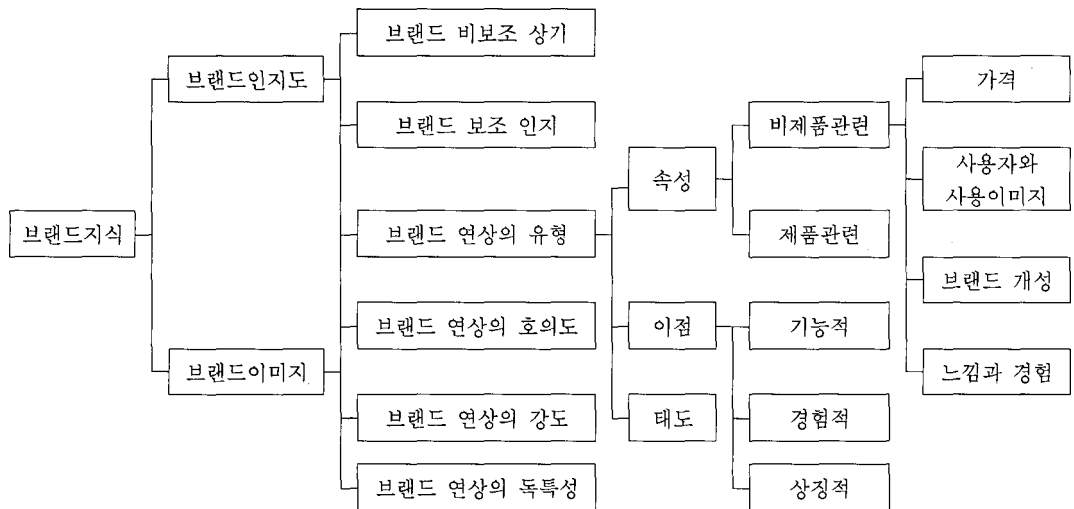 브랜드 비보조 상기
브랜드인지도
가격
브랜드 보조 인지
비제품관련
속성
사용자와
사용이미지
브랜드지식
브랜드 연상의 유형
제품관련
브랜드 개성
브랜드 연상의 호의도
이점
기능적
브랜드이미지
느낌과 경험
브랜드 연상의 강도
태도
경험적
브랜드 연상의 독특성
상징적